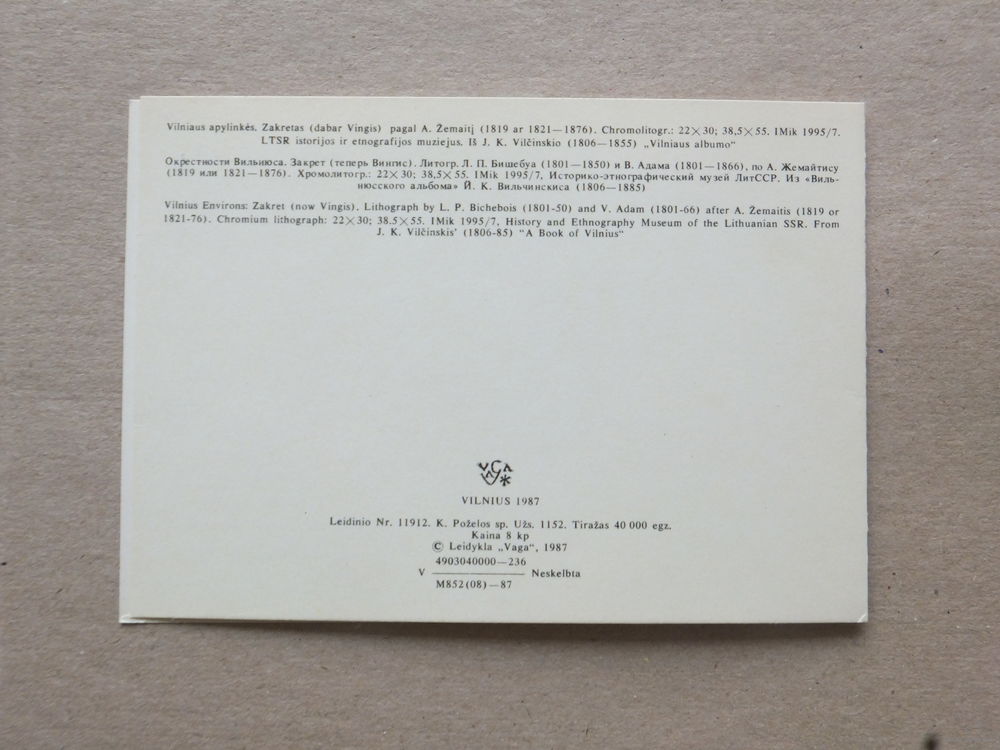 Vilniaus apylinkės. Zakretas (dabar Vingis) pagal A. Žemaitį (1819 ar 1821—1876). Chromolitogr.: 22×30; 38,5×55. IMik 1995/7.
LTSR istorijos ir etnografijos muziejus. Iš J. K. Vilčinskio (1806—1855) „Vilniaus albumo“
Окрестности Вильнюса. Закрет (теперь Вингис). Литогр. Л. П. Бишебуа (1801—1850) и В. Адама (1801—1866), по А. Жемайтису
(1819 или 1821—1876). Хромолитогр.: 22×30; 38,5×55. IMik 1995/7, Историко-этнографический музей ЛитССР. Из «Виль-
нюсского альбома» Й. К. Вильчинскиса (1806—1885)
Vilnius Environs: Zakret (now Vingis). Lithograph by L. P. Bichebois (1801-50) and V. Adam (1801-66) after A. Žemaitis (1819 or
1821-76). Chromium lithograph: 22×30; 38.5×55. IMik 1995/7, History and Ethnography Museum of the Lithuanian SSR. From
J. K. Vilčinskis' (1806-85) “A Book of Vilnius“
VAGA
VILNIUS 1987
Leidinio Nr. 11912. K. Poželos sp. Užs. 1152. Tiražas 40 000 egz.
Kaina 8 kp
© Leidykla „Vaga“, 1987
4903040000—236
V ———— Neskelbta
M852(08)—87